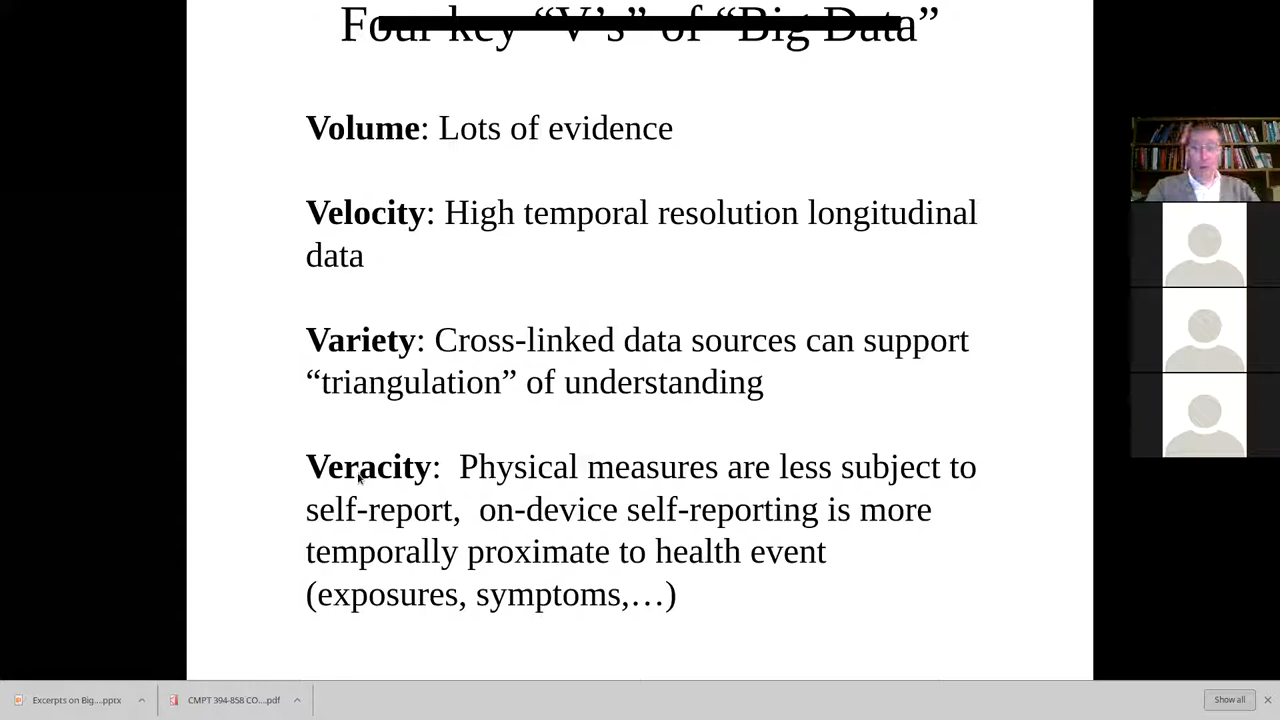 Four key “V’s” of “Big Data”
Volume: Lots of evidence
Velocity: High temporal resolution longitudinal
data
Variety: Cross-linked data sources can support
“triangulation” of understanding
Veracity:  Physical measures are less subject to
self-report,  on-device self-reporting is more
temporally proximate to health event
(exposures, symptoms,…)
Excerpts on Big....pptx
CMPT 394-858 CO....pdf
Show all